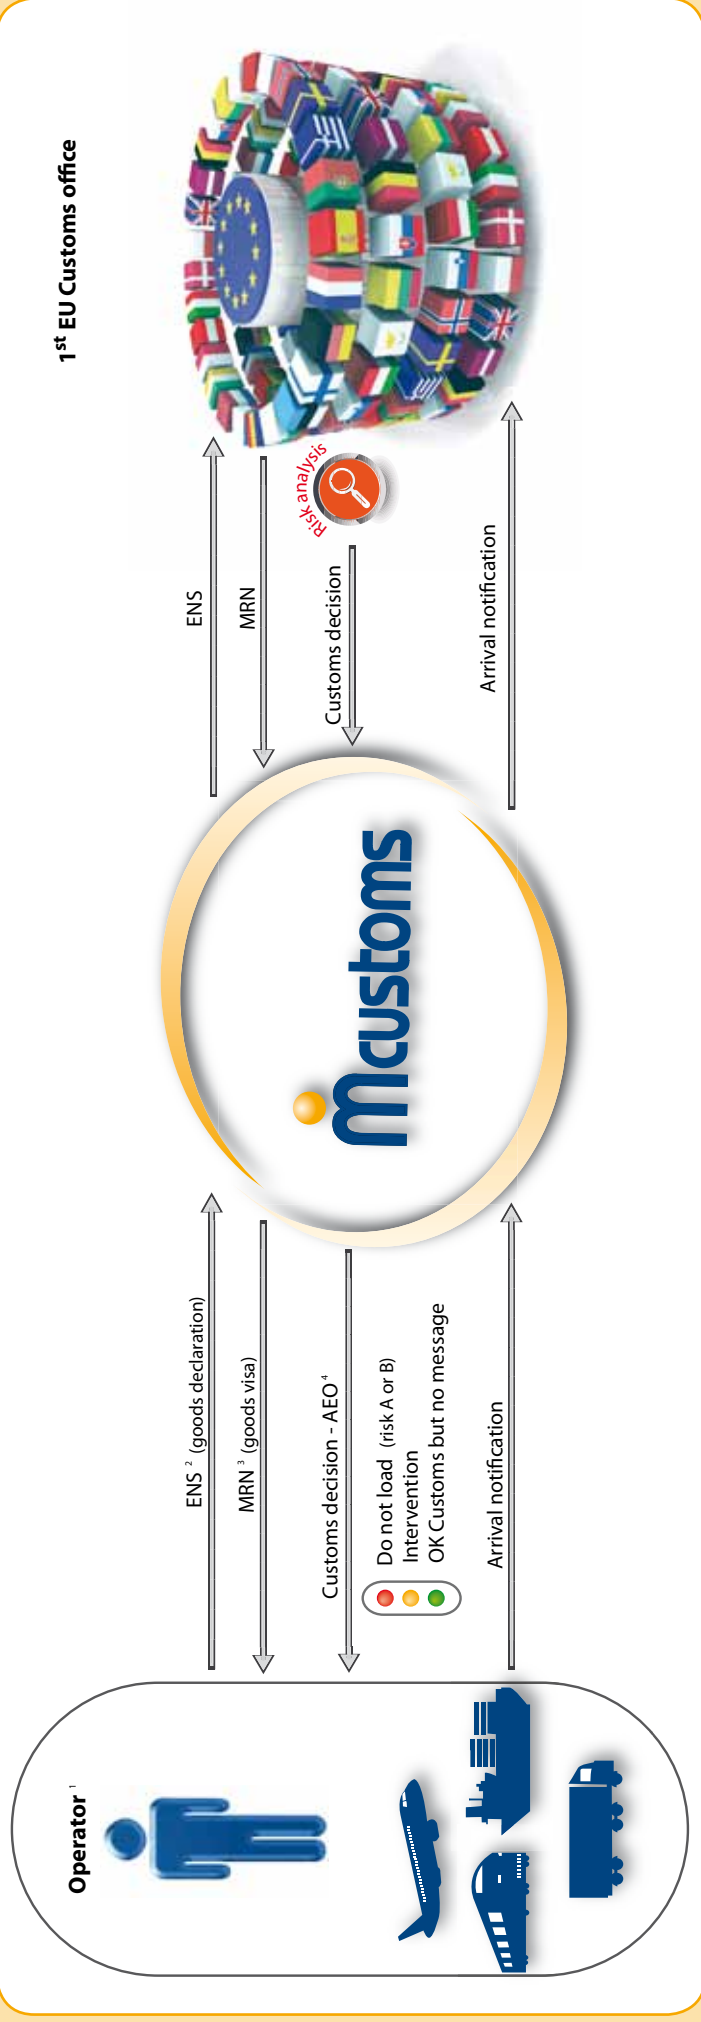 Operator 1
ENS 2 (goods declaration)
MRN 3 (goods visa)
Customs decision - AEO 4
Do not load (risk A or B)
Intervention
OK Customs but no message
Arrival notification
mcustoms
ENS
MRN
Risk analysis
Customs decision
Arrival notification
1st EU Customs office